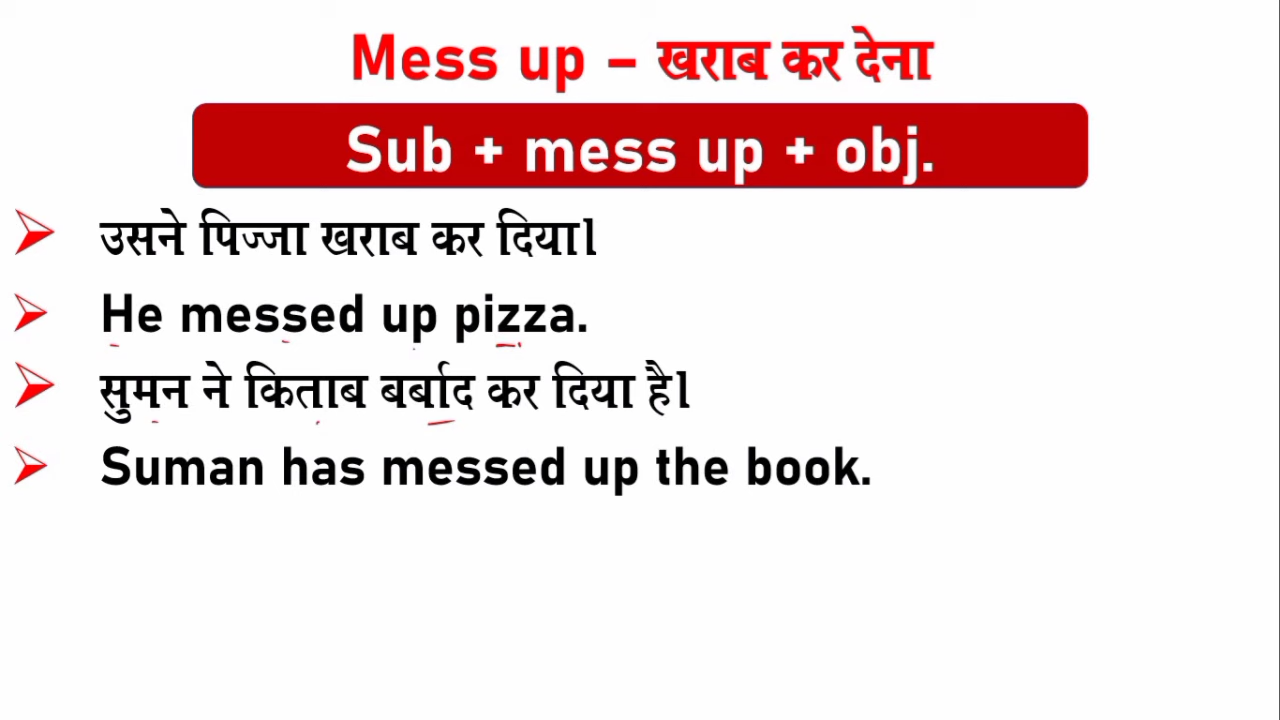 Mess up – खराब कर देना
Sub + mess up + obj.
उसने पिज्जा खराब कर दिया।
He messed up pizza.
सुमन ने किताब बर्बाद कर दिया है।
Suman has messed up the book.